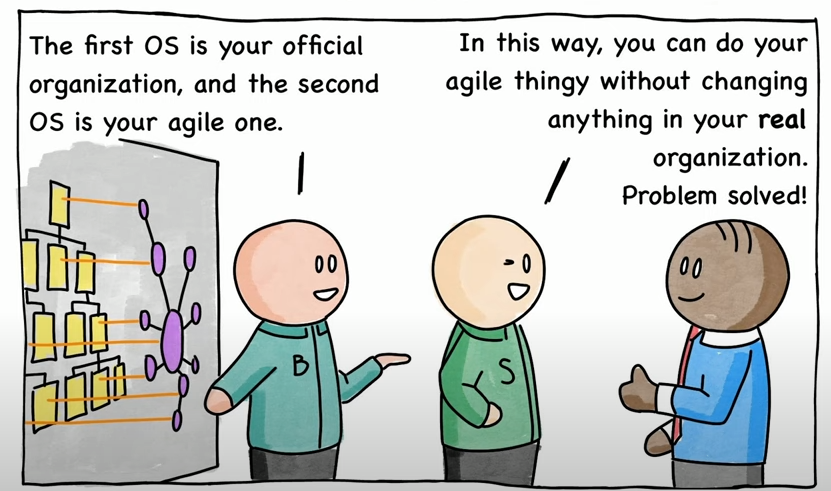 The first OS is your official
organization, and the second
OS is your agile one.
In this way, you can do your
agile thingy without changing
anything in your real
organization.
Problem solved!
B
S